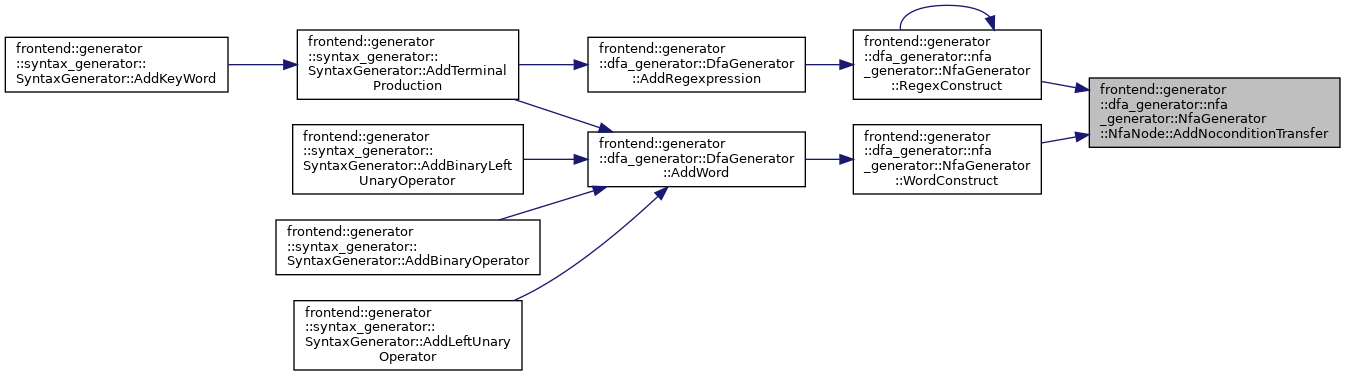 frontend::generator
::syntax_generator::
SyntaxGenerator::AddKeyWord
frontend::generator
::syntax_generator::
SyntaxGenerator::AddTerminal
Production
frontend::generator
::syntax_generator::
SyntaxGenerator::AddBinaryLeft
UnaryOperator
frontend::generator
::syntax_generator::
SyntaxGenerator::AddBinaryOperator
frontend::generator
::syntax_generator::
SyntaxGenerator::AddLeftUnary
Operator
frontend::generator
::dfa_generator::DfaGenerator
::AddRegexpression
frontend::generator
::dfa_generator::DfaGenerator
::AddWord
frontend::generator
::dfa_generator::nfa
_generator::NfaGenerator
::RegexConstruct
frontend::generator
::dfa_generator::nfa
_generator::NfaGenerator
::WordConstruct
frontend::generator
::dfa_generator::nfa
_generator::NfaGenerator
::NfaNode::AddNoconditionTransfer